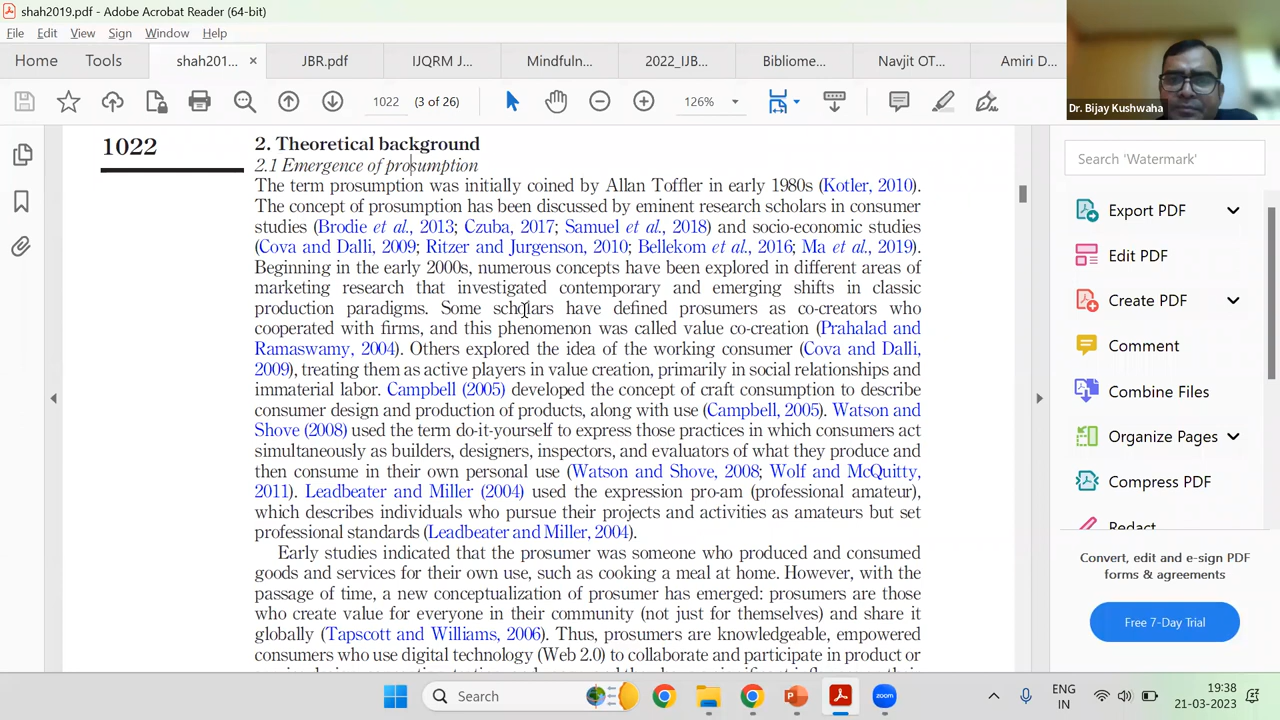 shah2019.pdf - Adobe Acrobat Reader (64-bit)
File Edit View Sign Window Help
Home Tools shah201... × JBR.pdf IJQRM J... Mindfuln... 2022_IJB... Bibliome... Navjit OT... Amiri D...
1022 (3 of 26) 126%
Dr. Bijay Kushwaha
1022
2. Theoretical background
2.1 Emergence of prosumption
The term prosumption was initially coined by Allan Toffler in early 1980s (Kotler, 2010).
The concept of prosumption has been discussed by eminent research scholars in consumer
studies (Brodie et al., 2013; Czuba, 2017; Samuel et al., 2018) and socio-economic studies
(Cova and Dalli, 2009; Ritzer and Jurgenson, 2010; Bellekom et al., 2016; Ma et al., 2019).
Beginning in the early 2000s, numerous concepts have been explored in different areas of
marketing research that investigated contemporary and emerging shifts in classic
production paradigms. Some scholars have defined prosumers as co-creators who
cooperated with firms, and this phenomenon was called value co-creation (Prahalad and
Ramaswamy, 2004). Others explored the idea of the working consumer (Cova and Dalli,
2009), treating them as active players in value creation, primarily in social relationships and
immaterial labor. Campbell (2005) developed the concept of craft consumption to describe
consumer design and production of products, along with use (Campbell, 2005). Watson and
Shove (2008) used the term do-it-yourself to express those practices in which consumers act
simultaneously as builders, designers, inspectors, and evaluators of what they produce and
then consume in their own personal use (Watson and Shove, 2008; Wolf and McQuitty,
2011). Leadbeater and Miller (2004) used the expression pro-am (professional amateur),
which describes individuals who pursue their projects and activities as amateurs but set
professional standards (Leadbeater and Miller, 2004).
Early studies indicated that the prosumer was someone who produced and consumed
goods and services for their own use, such as cooking a meal at home. However, with the
passage of time, a new conceptualization of prosumer has emerged: prosumers are those
who create value for everyone in their community (not just for themselves) and share it
globally (Tapscott and Williams, 2006). Thus, prosumers are knowledgeable, empowered
consumers who use digital technology (Web 2.0) to collaborate and participate in product or
Search 'Watermark'
Export PDF
Edit PDF
Create PDF
Comment
Combine Files
Organize Pages
Compress PDF
Redact
Convert, edit and e-sign PDF
forms & agreements
Free 7-Day Trial
Search
zoom
ENG
IN
19:38
21-03-2023